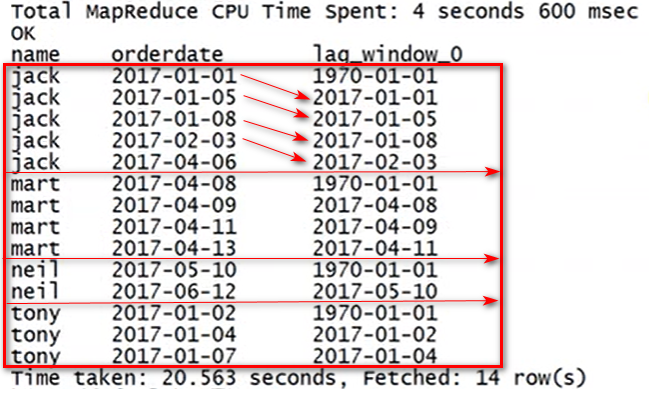 Total MapReduce CPU Time Spent: 4 seconds 600 msec
OK
name orderdate lag_window_0
jack 2017-01-01 1970-01-01
jack 2017-01-05 2017-01-01
jack 2017-01-08 2017-01-05
jack 2017-02-03 2017-01-08
jack 2017-04-06 2017-02-03
mart 2017-04-08 1970-01-01
mart 2017-04-09 2017-04-08
mart 2017-04-11 2017-04-09
mart 2017-04-13 2017-04-11
neil 2017-05-10 1970-01-01
neil 2017-06-12 2017-05-10
tony 2017-01-02 1970-01-01
tony 2017-01-04 2017-01-02
tony 2017-01-07 2017-01-04
Time taken: 20.563 seconds, Fetched: 14 row(s)